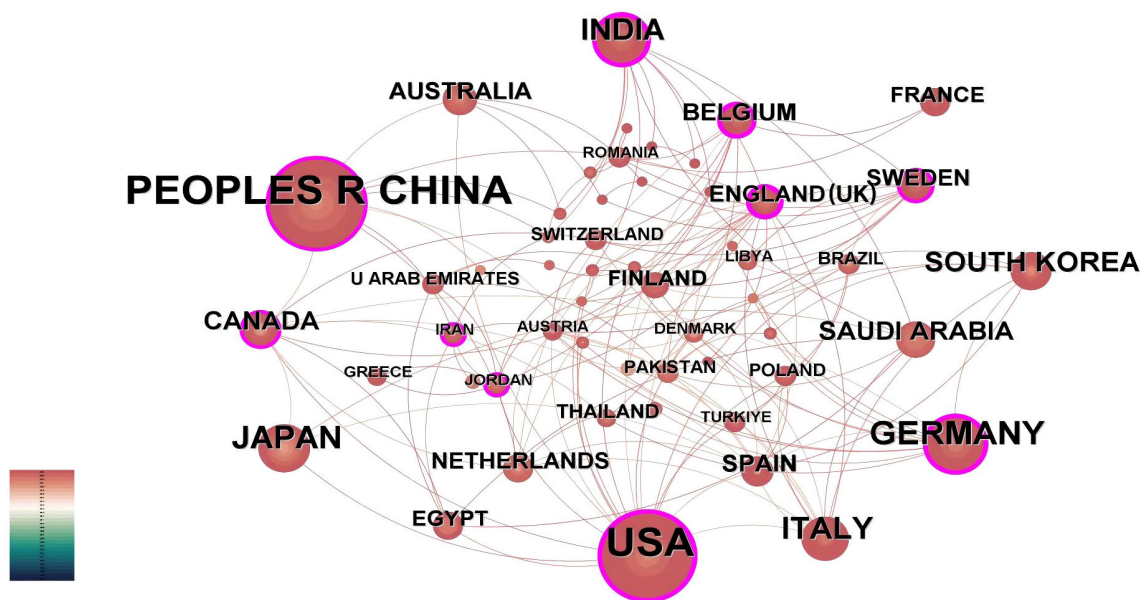 INDIA
AUSTRALIA
FRANCE
BELGIUM
ROMANIA
PEOPLES R CHINA
SWEDEN
ENGLAND (UK)
SWITZERLAND
LIBYA
BRAZIL
SOUTH KOREA
U ARAB EMIRATES
FINLAND
CANADA
IRAN
AUSTRIA
DENMARK
SAUDI ARABIA
GREECE
JORDAN
PAKISTAN
POLAND
THAILAND
TURKIYE
JAPAN
GERMANY
NETHERLANDS
SPAIN
EGYPT
USA
ITALY